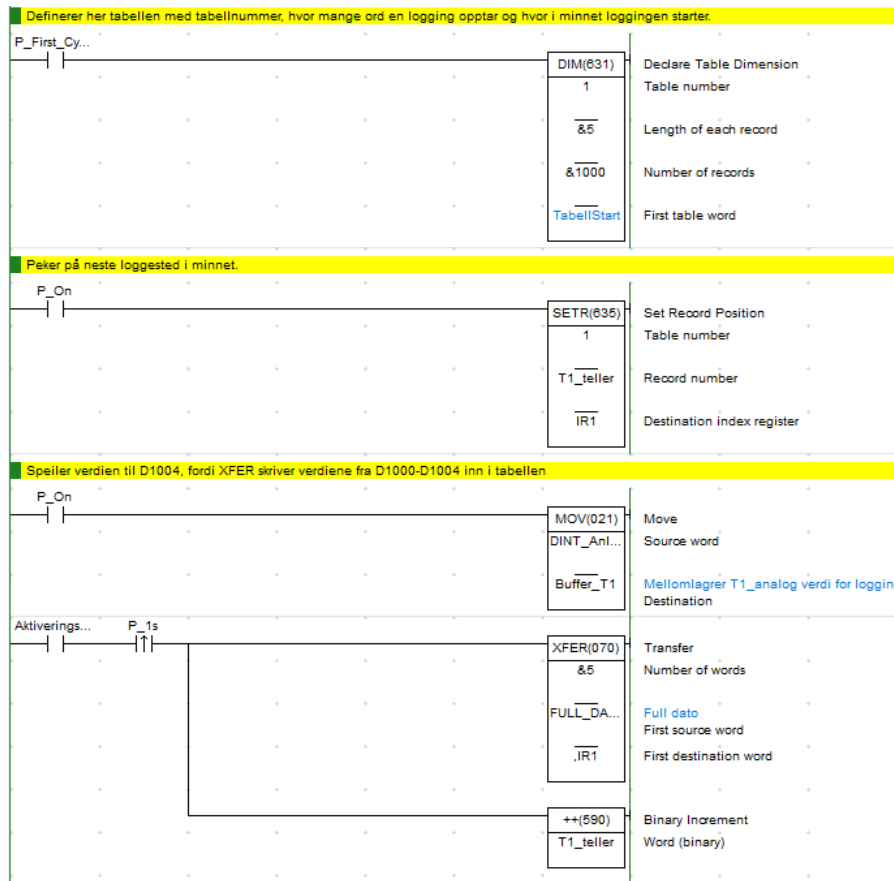 Definerer her tabellen med tabellnummer, hvor mange ord en logging opptar og hvor i minnet loggingen starter.
P_First_Cy...
DIM(631) Declare Table Dimension
1 Table number
&5 Length of each record
&1000 Number of records
TabellStart First table word
Peker på neste loggested i minnet.
P_On
SETR(635) Set Record Position
1 Table number
T1_teller Record number
IR1 Destination index register
Speiler verdien til D1004, fordi XFER skriver verdiene fra D1000-D1004 inn i tabellen
P_On
MOV(021) Move
DINT_Anl... Source word
Buffer_T1 Mellomlagrer T1_analog verdi for loggin
Destination
Aktiverings... P_1s
XFER(070) Transfer
&5 Number of words
FULL_DA... Full dato
First source word
,IR1 First destination word
++(590) Binary Increment
T1_teller Word (binary)